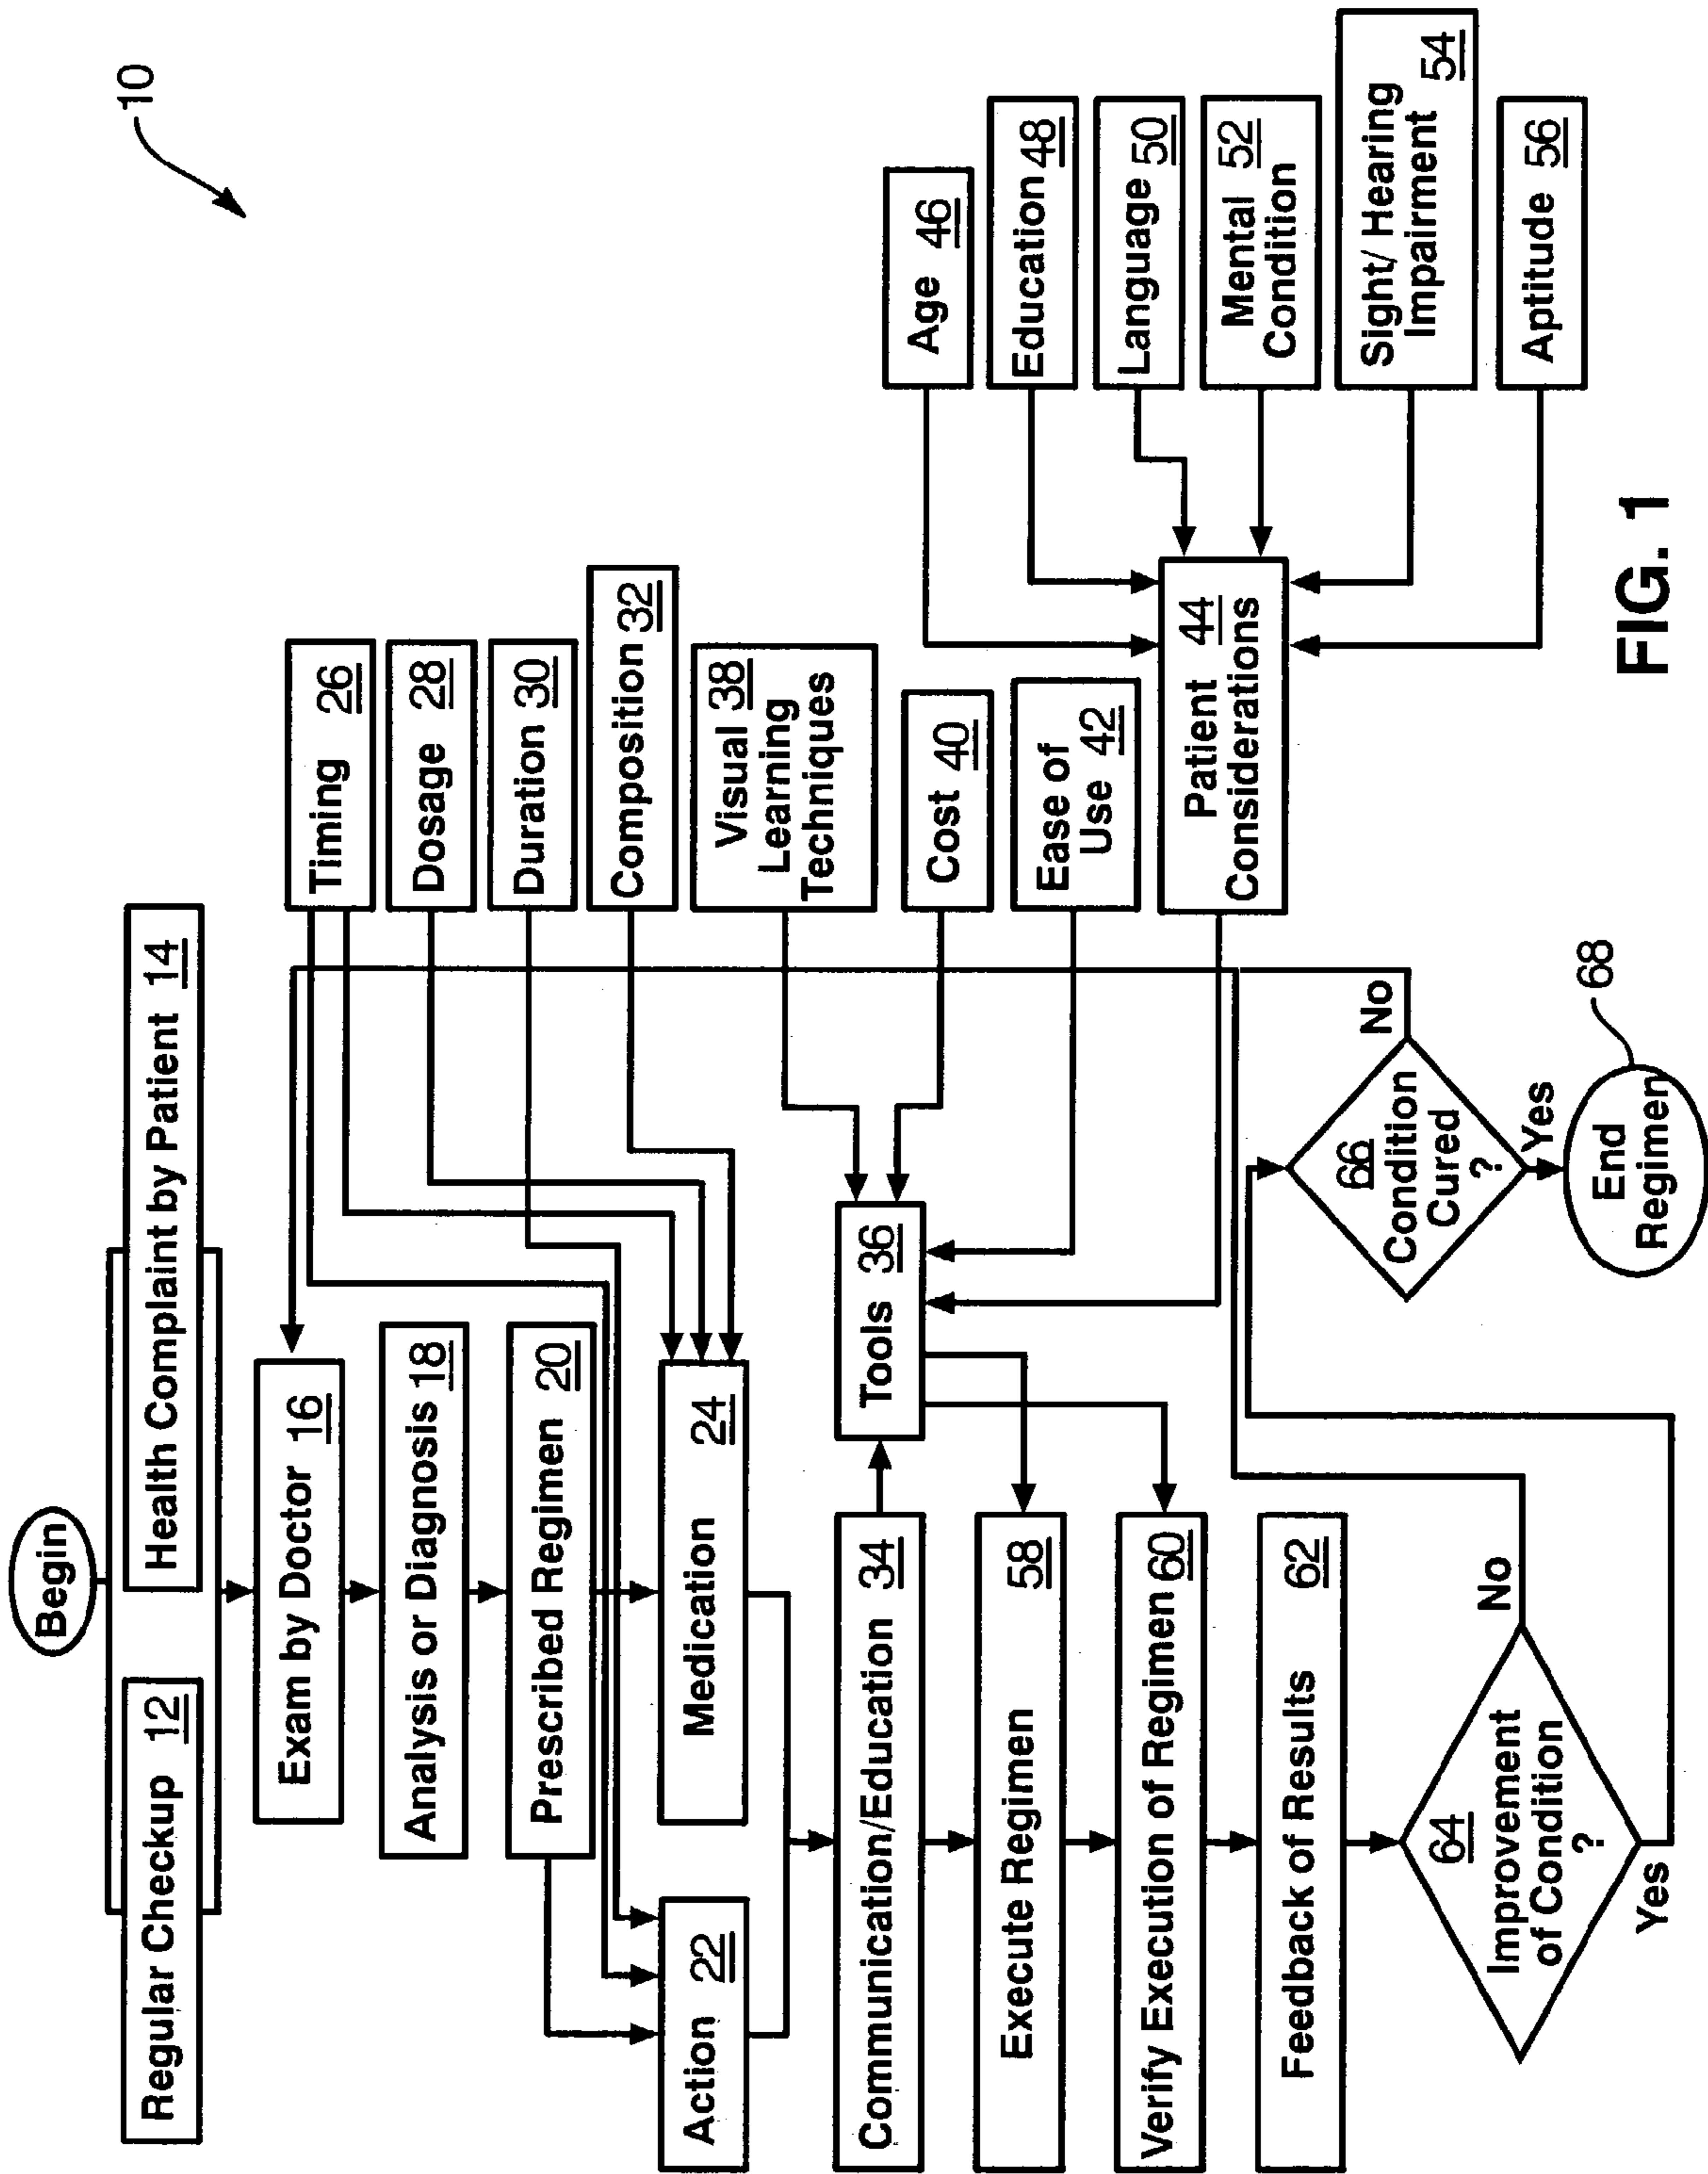 10
Begin
Regular Checkup 12
Health Complaint by Patient 14
Exam by Doctor 16
Analysis or Diagnosis 18
Prescribed Regimen 20
Action 22
Medication 24
Timing 26
Dosage 28
Duration 30
Composition 32
Communication/Education 34
Tools 36
Visual 38
Learning
Techniques
Cost 40
Ease of
Use 42
Patient 44
Considerations
Age 46
Education 48
Language 50
Mental 52
Condition
Sight/ Hearing
Impairment 54
Aptitude 56
Execute Regimen 58
Verify Execution of Regimen 60
Feedback of Results 62
64
Improvement
of Condition
?
No
Yes
66
Condition
Cured
?
No
Yes
End
Regimen
68
FIG. 1